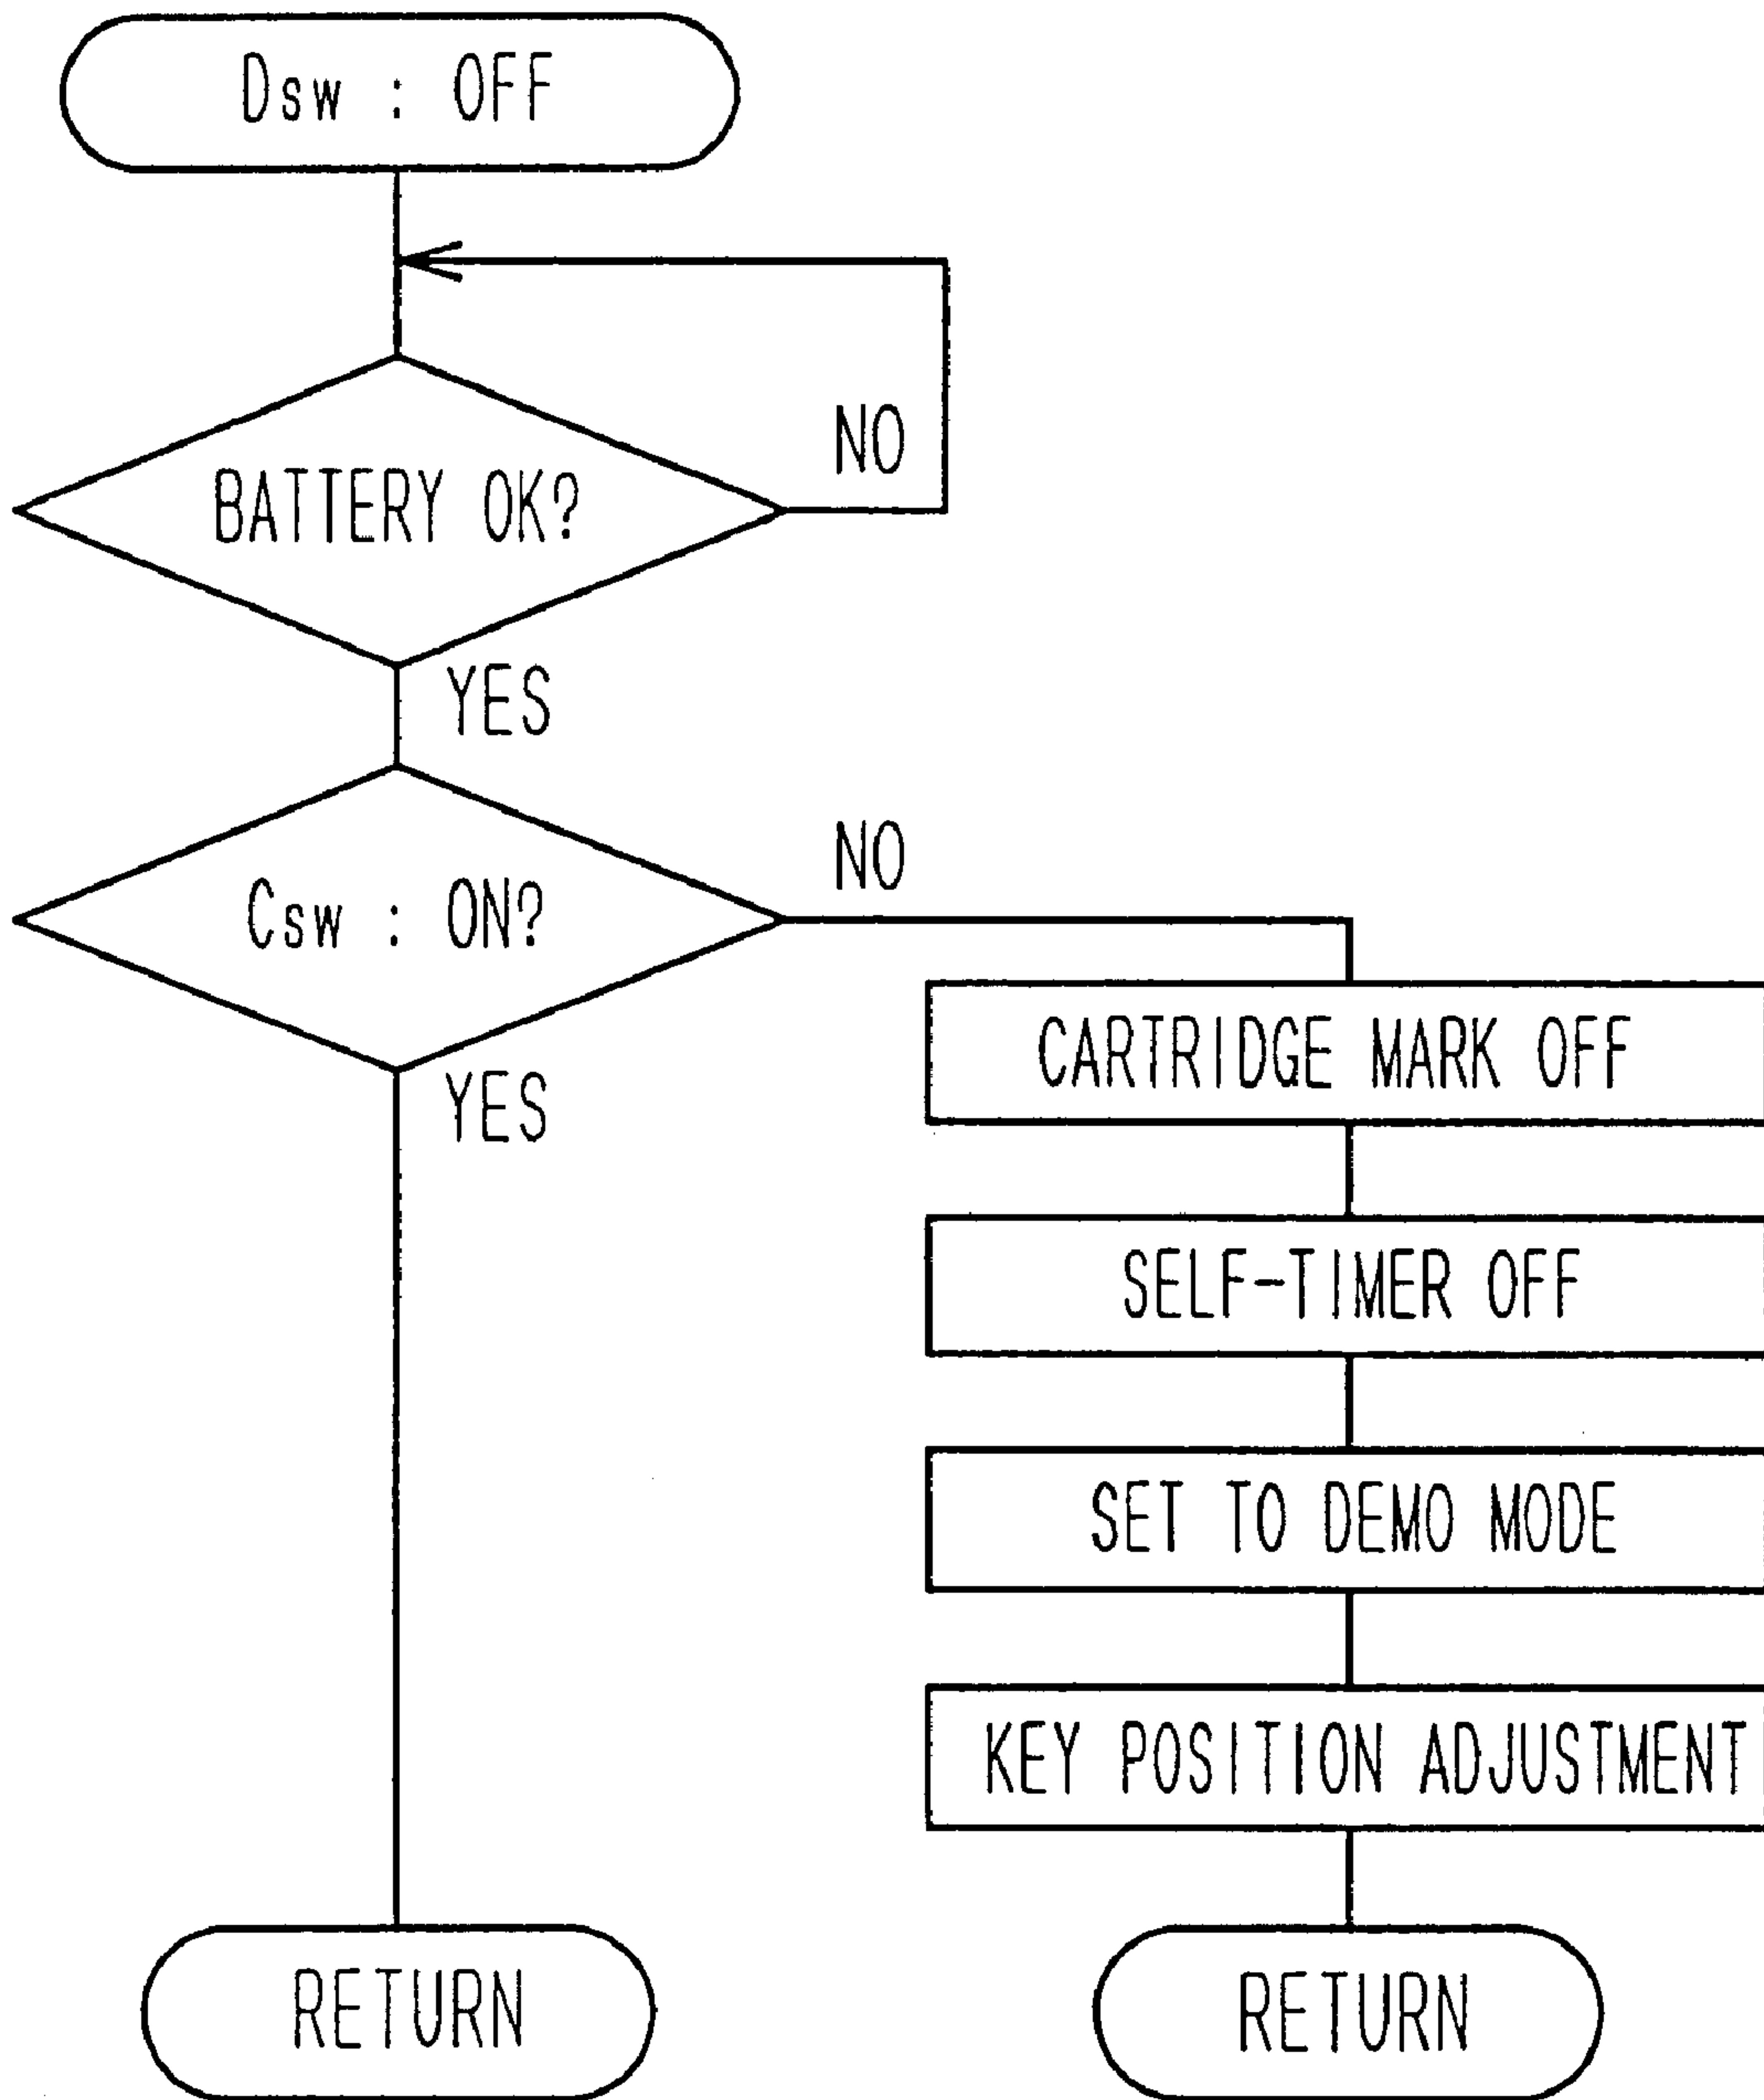 Dsw : OFF
NO
BATTERY OK?
YES
NO
Csw : ON?
YES
CARTRIDGE MARK OFF
SELF-TIMER OFF
SET TO DEMO MODE
KEY POSITION ADJUSTMENT
RETURN
RETURN